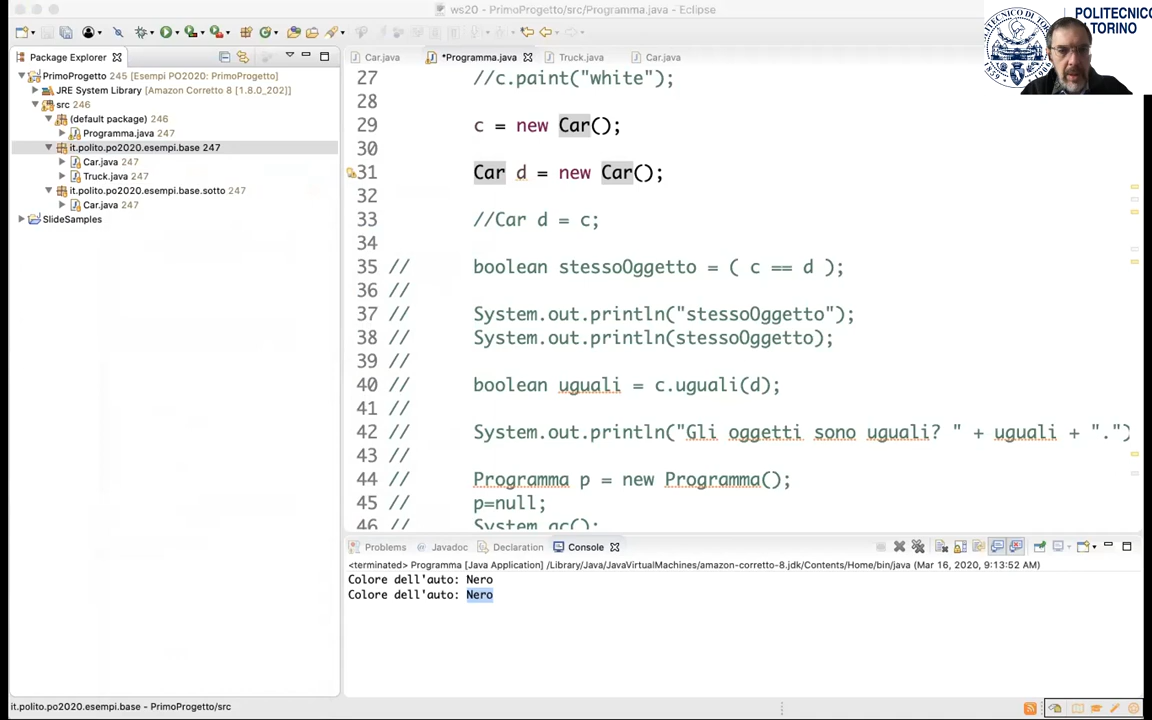 ws20 - PrimoProgetto/src/Programma.java - Eclipse
POLITECNICO
DI TORINO
1859
Package Explorer
Car.java
*Programma.java
Truck.java
Car.java
PrimoProgetto 245 [Esempi PO2020: PrimoProgetto]
JRE System Library [Amazon Corretto 8 [1.8.0_202]]
src 246
(default package) 246
Programma.java 247
it.polito.po2020.esempi.base 247
Car.java 247
Truck.java 247
it.polito.po2020.esempi.base.sotto 247
Car.java 247
SlideSamples
27 //c.paint("white");
28
29 c = new Car();
30
31 Car d = new Car();
32
33 //Car d = c;
34
35 // boolean stessoOggetto = ( c == d );
36 //
37 // System.out.println("stessoOggetto");
38 // System.out.println(stessoOggetto);
39 //
40 // boolean uguali = c.uguali(d);
41 //
42 // System.out.println("Gli oggetti sono uguali? " + uguali + ".")
43 //
44 // Programma p = new Programma();
45 // p=null;
46 // System.gc();
Problems @ Javadoc Declaration Console
<terminated> Programma [Java Application] /Library/Java/JavaVirtualMachines/amazon-corretto-8.jdk/Contents/Home/bin/java (Mar 16, 2020, 9:13:52 AM)
Colore dell'auto: Nero
Colore dell'auto: Nero
it.polito.po2020.esempi.base - PrimoProgetto/src